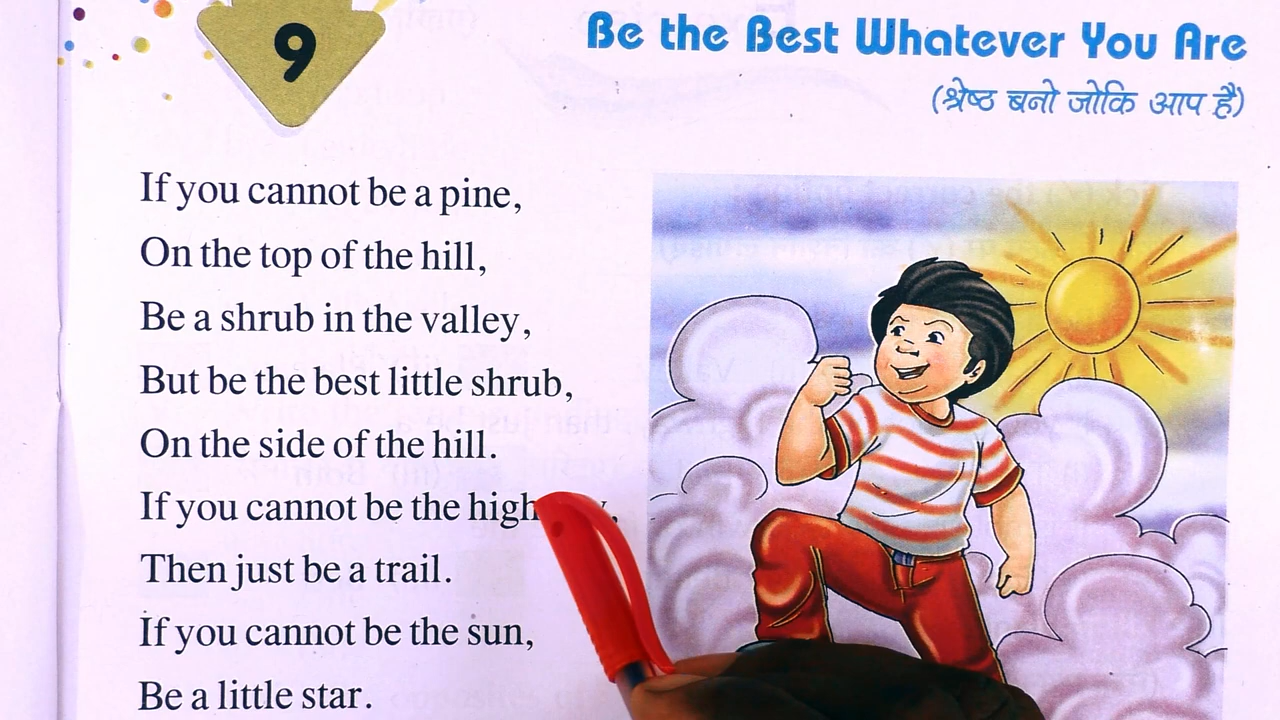 9
Be the Best Whatever You Are
(श्रेष्ठ बनो जोकि आप है)
If you cannot be a pine,
On the top of the hill,
Be a shrub in the valley,
But be the best little shrub,
On the side of the hill.
If you cannot be the
Then just be a trail.
If you cannot be the sun,
Be a little star.